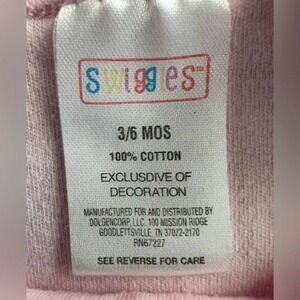 Swiggles™
3/6 MOS
100% COTTON
EXCLUSDIVE OF
DECORATION
MANUFACTURED FOR AND DISTRIBUTED BY
DOLGENCORP, LLC. 100 MISSION RIDGE
GOODLETTSVILLE, TN 37072-2170
RN67227
SEE REVERSE FOR CARE